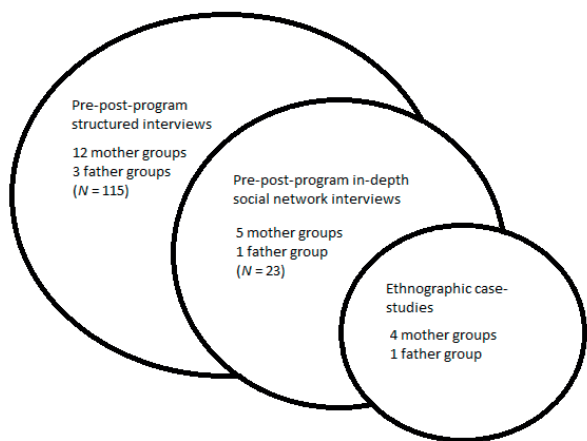 Pre-post-program
structured interviews
12 mother groups
3 father groups
(N = 115)
Pre-post-program in-depth
social network interviews
5 mother groups
1 father group
(N = 23)
Ethnographic case-
studies
4 mother groups
1 father group